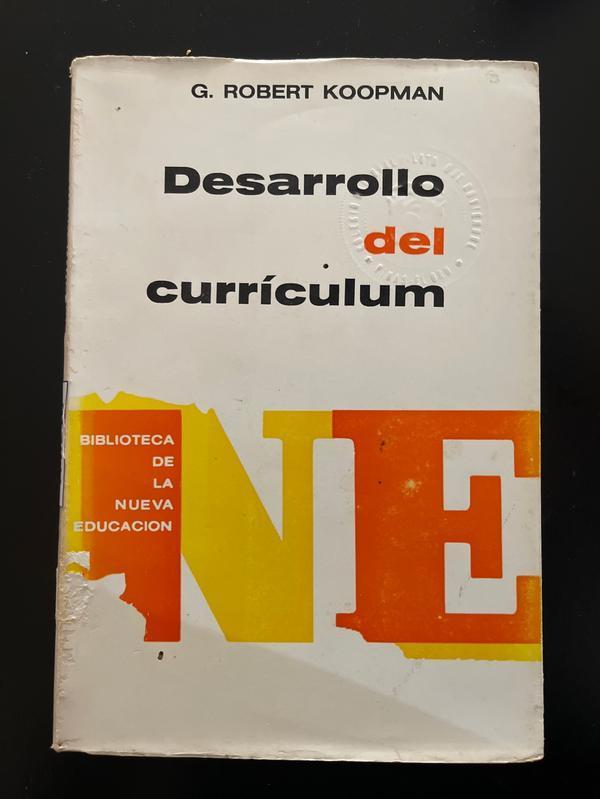 G. ROBERT KOOPMAN
Desarrollo
del
currículum
BIBLIOTECA
DE
LA
NUEVA
EDUCACION
NE